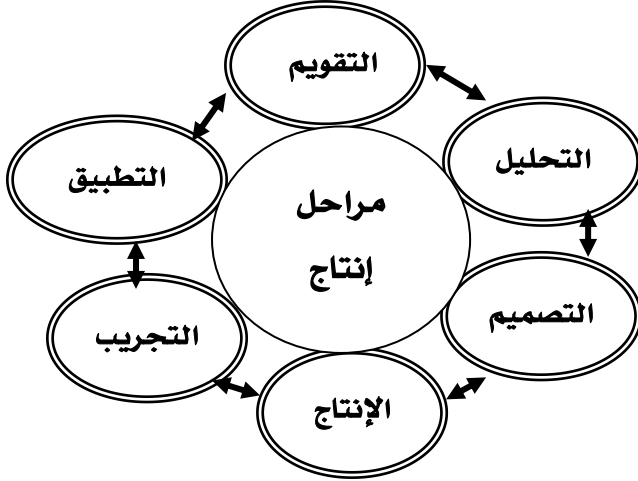 التقويم
التحليل
التطبيق
مراحل
إنتاج
التصميم
التجريب
الإنتاج